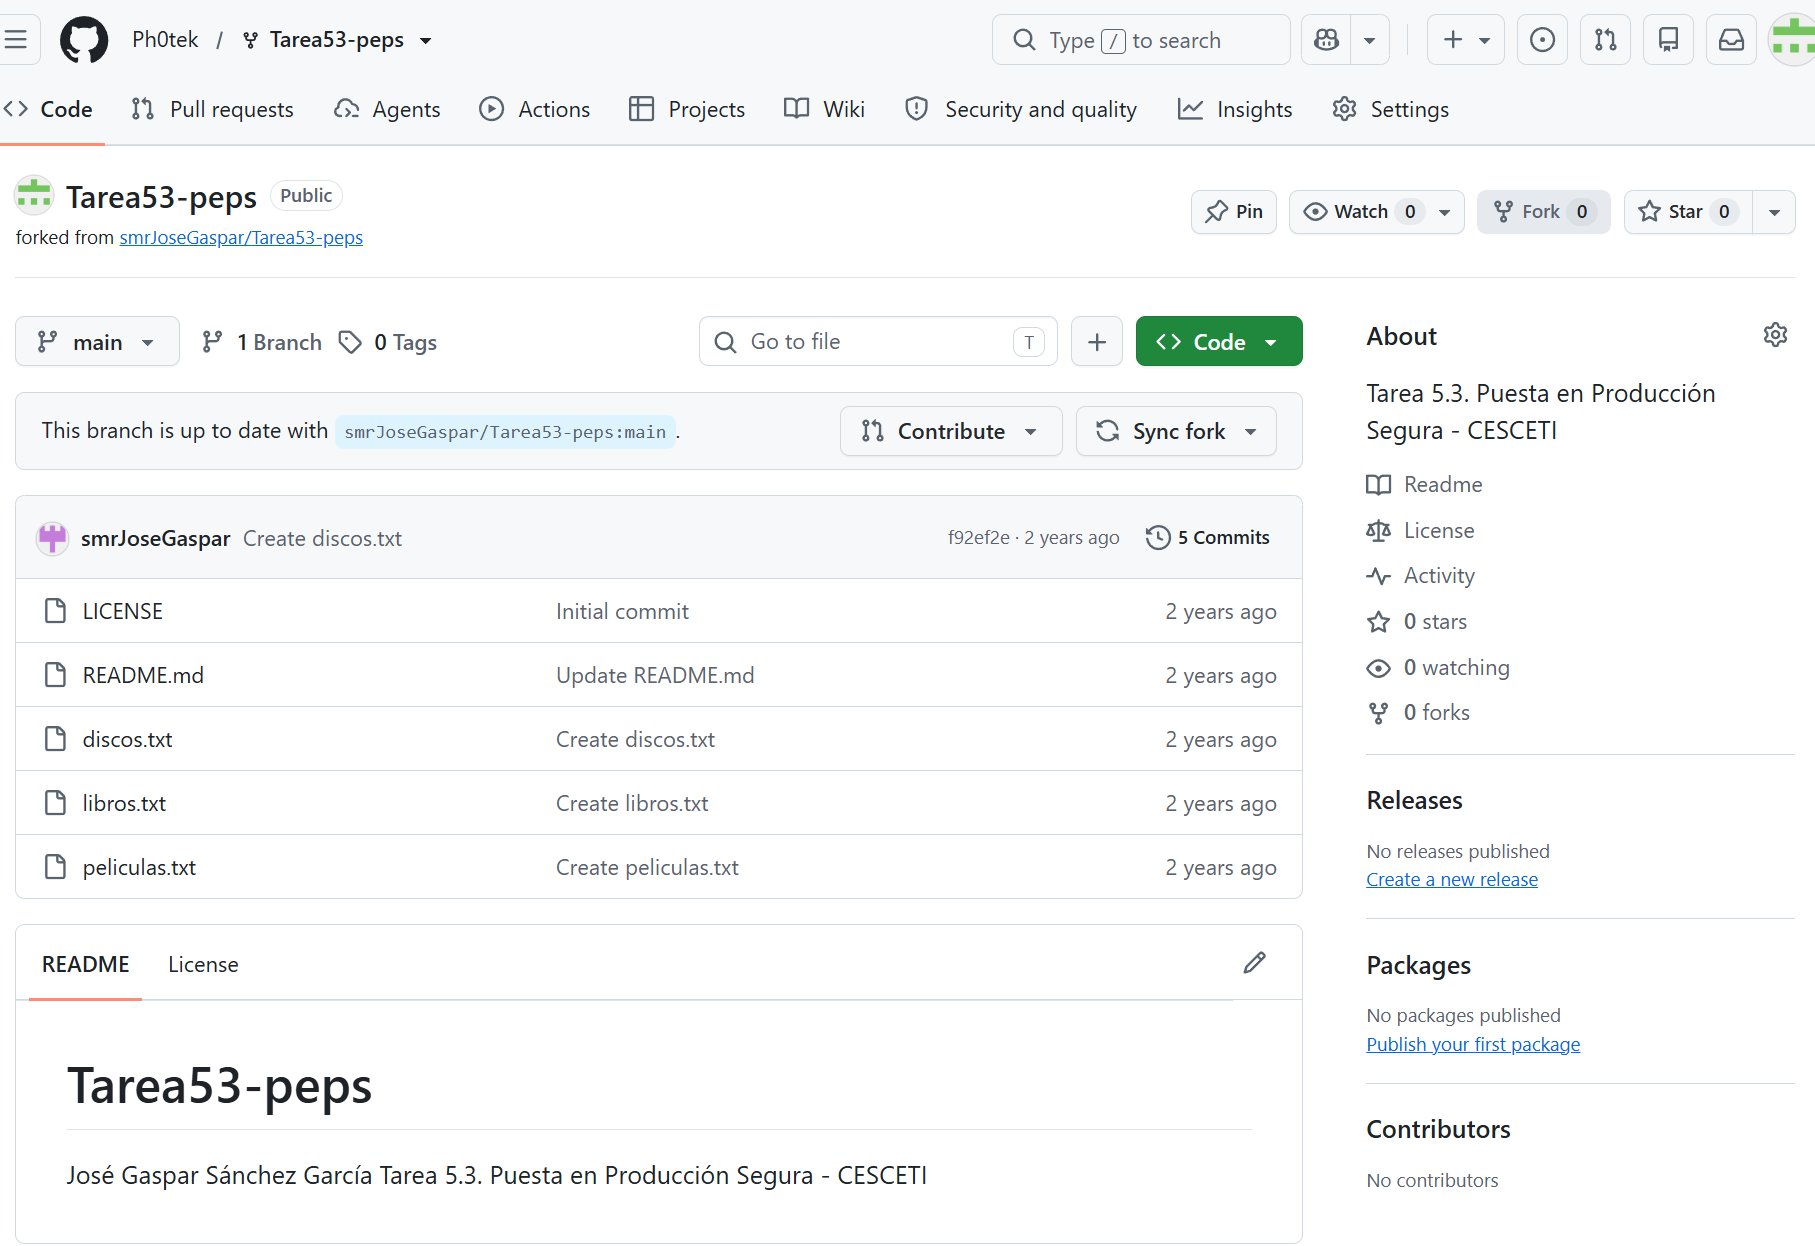 Ph0tek / Tarea53-peps
Type / to search
Code
Pull requests
Agents
Actions
Projects
Wiki
Security and quality
Insights
Settings
Tarea53-peps Public
forked from smrJoseGaspar/Tarea53-peps
Pin
Watch 0
Fork 0
Star 0
main
1 Branch
0 Tags
Go to file T
Code
This branch is up to date with smrJoseGaspar/Tarea53-peps:main.
Contribute
Sync fork
smrJoseGaspar Create discos.txt f92ef2e · 2 years ago 5 Commits
LICENSE Initial commit 2 years ago
README.md Update README.md 2 years ago
discos.txt Create discos.txt 2 years ago
libros.txt Create libros.txt 2 years ago
peliculas.txt Create peliculas.txt 2 years ago
README License
Tarea53-peps
José Gaspar Sánchez García Tarea 5.3. Puesta en Producción Segura - CESCETI
About
Tarea 5.3. Puesta en Producción
Segura - CESCETI
Readme
License
Activity
0 stars
0 watching
0 forks
Releases
No releases published
Create a new release
Packages
No packages published
Publish your first package
Contributors
No contributors